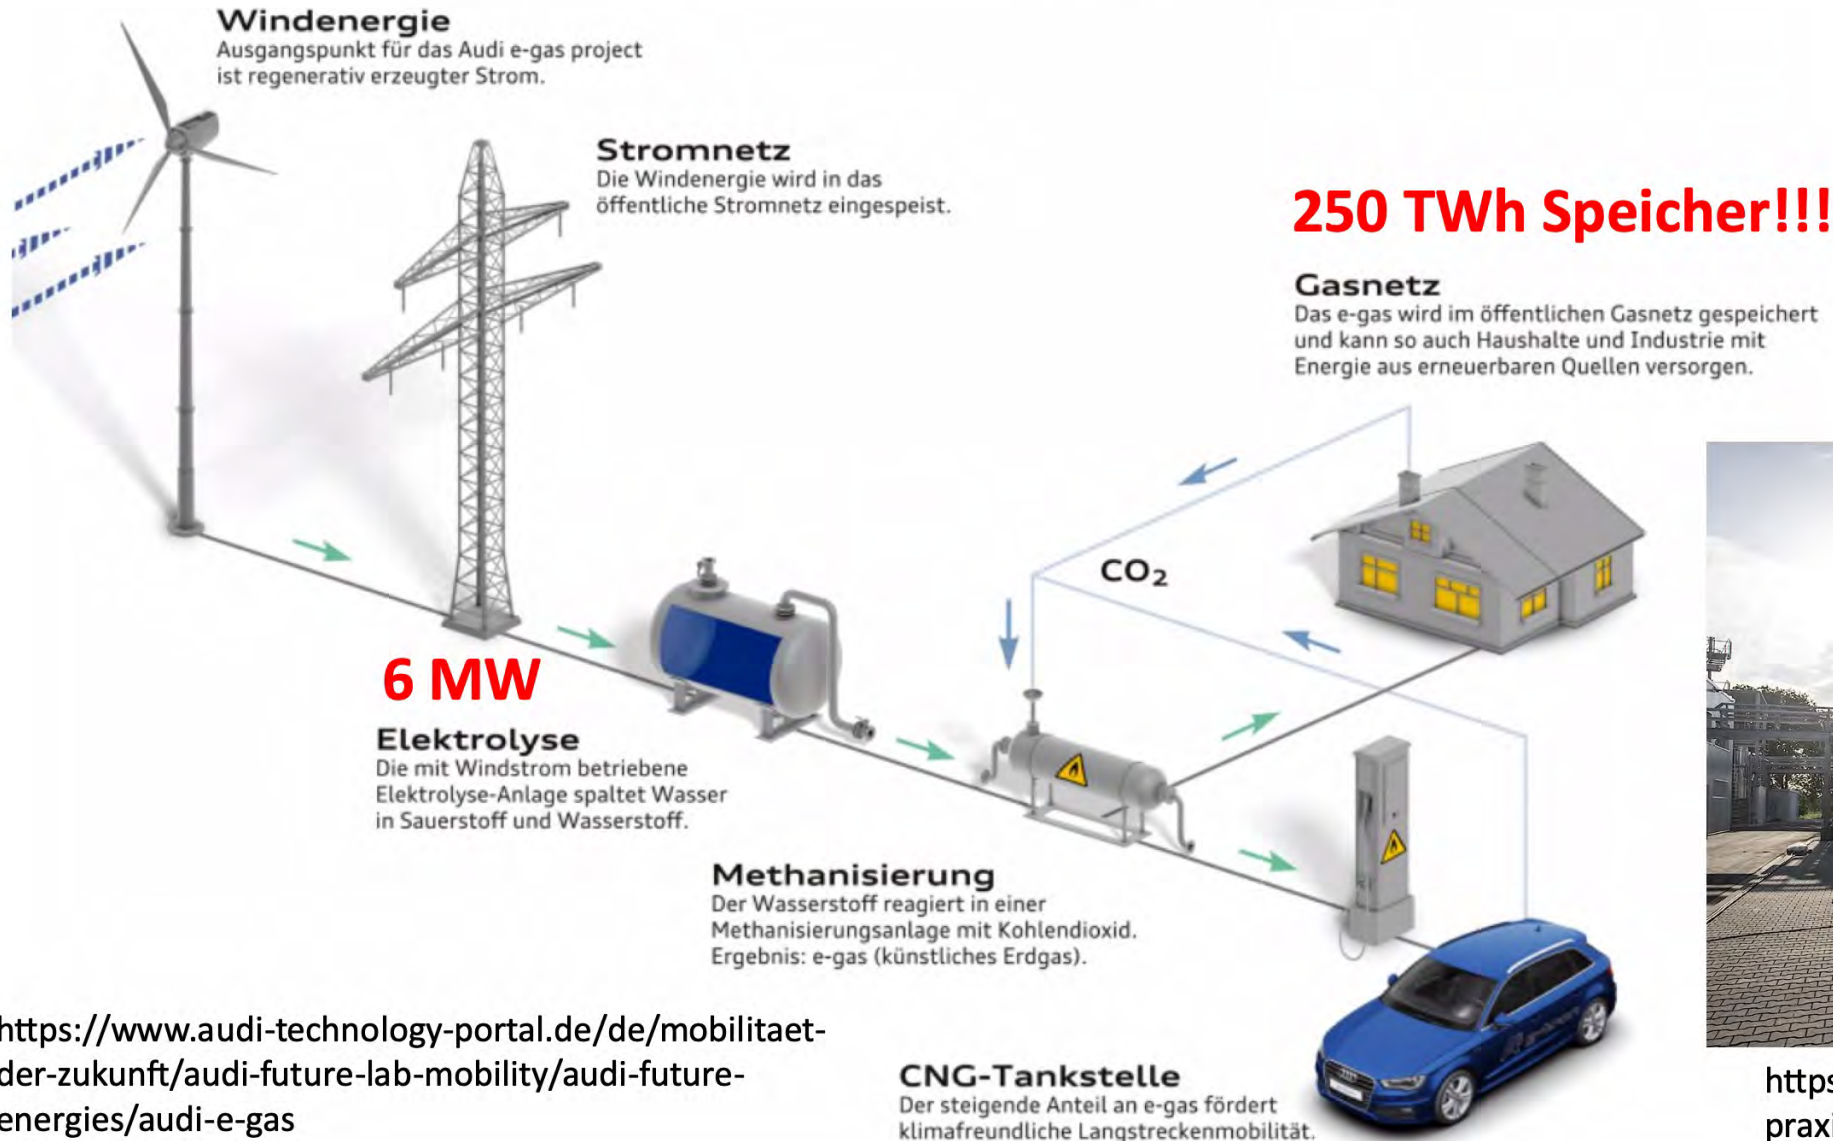 Windenergie
Ausgangspunkt für das Audi e-gas project
ist regenerativ erzeugter Strom.
Stromnetz
Die Windenergie wird in das
öffentliche Stromnetz eingespeist.
250 TWh Speicher!!!
Gasnetz
Das e-gas wird im öffentlichen Gasnetz gespeichert
und kann so auch Haushalte und Industrie mit
Energie aus erneuerbaren Quellen versorgen.
CO₂
6 MW
Elektrolyse
Die mit Windstrom betriebene
Elektrolyse-Anlage spaltet Wasser
in Sauerstoff und Wasserstoff.
Methanisierung
Der Wasserstoff reagiert in einer
Methanisierungsanlage mit Kohlendioxid.
Ergebnis: e-gas (künstliches Erdgas).
https://www.audi-technology-portal.de/de/mobilitaet-
der-zukunft/audi-future-lab-mobility/audi-future-
energies/audi-e-gas
CNG-Tankstelle
Der steigende Anteil an e-gas fördert
klimafreundliche Langstreckenmobilität.
https
praxi